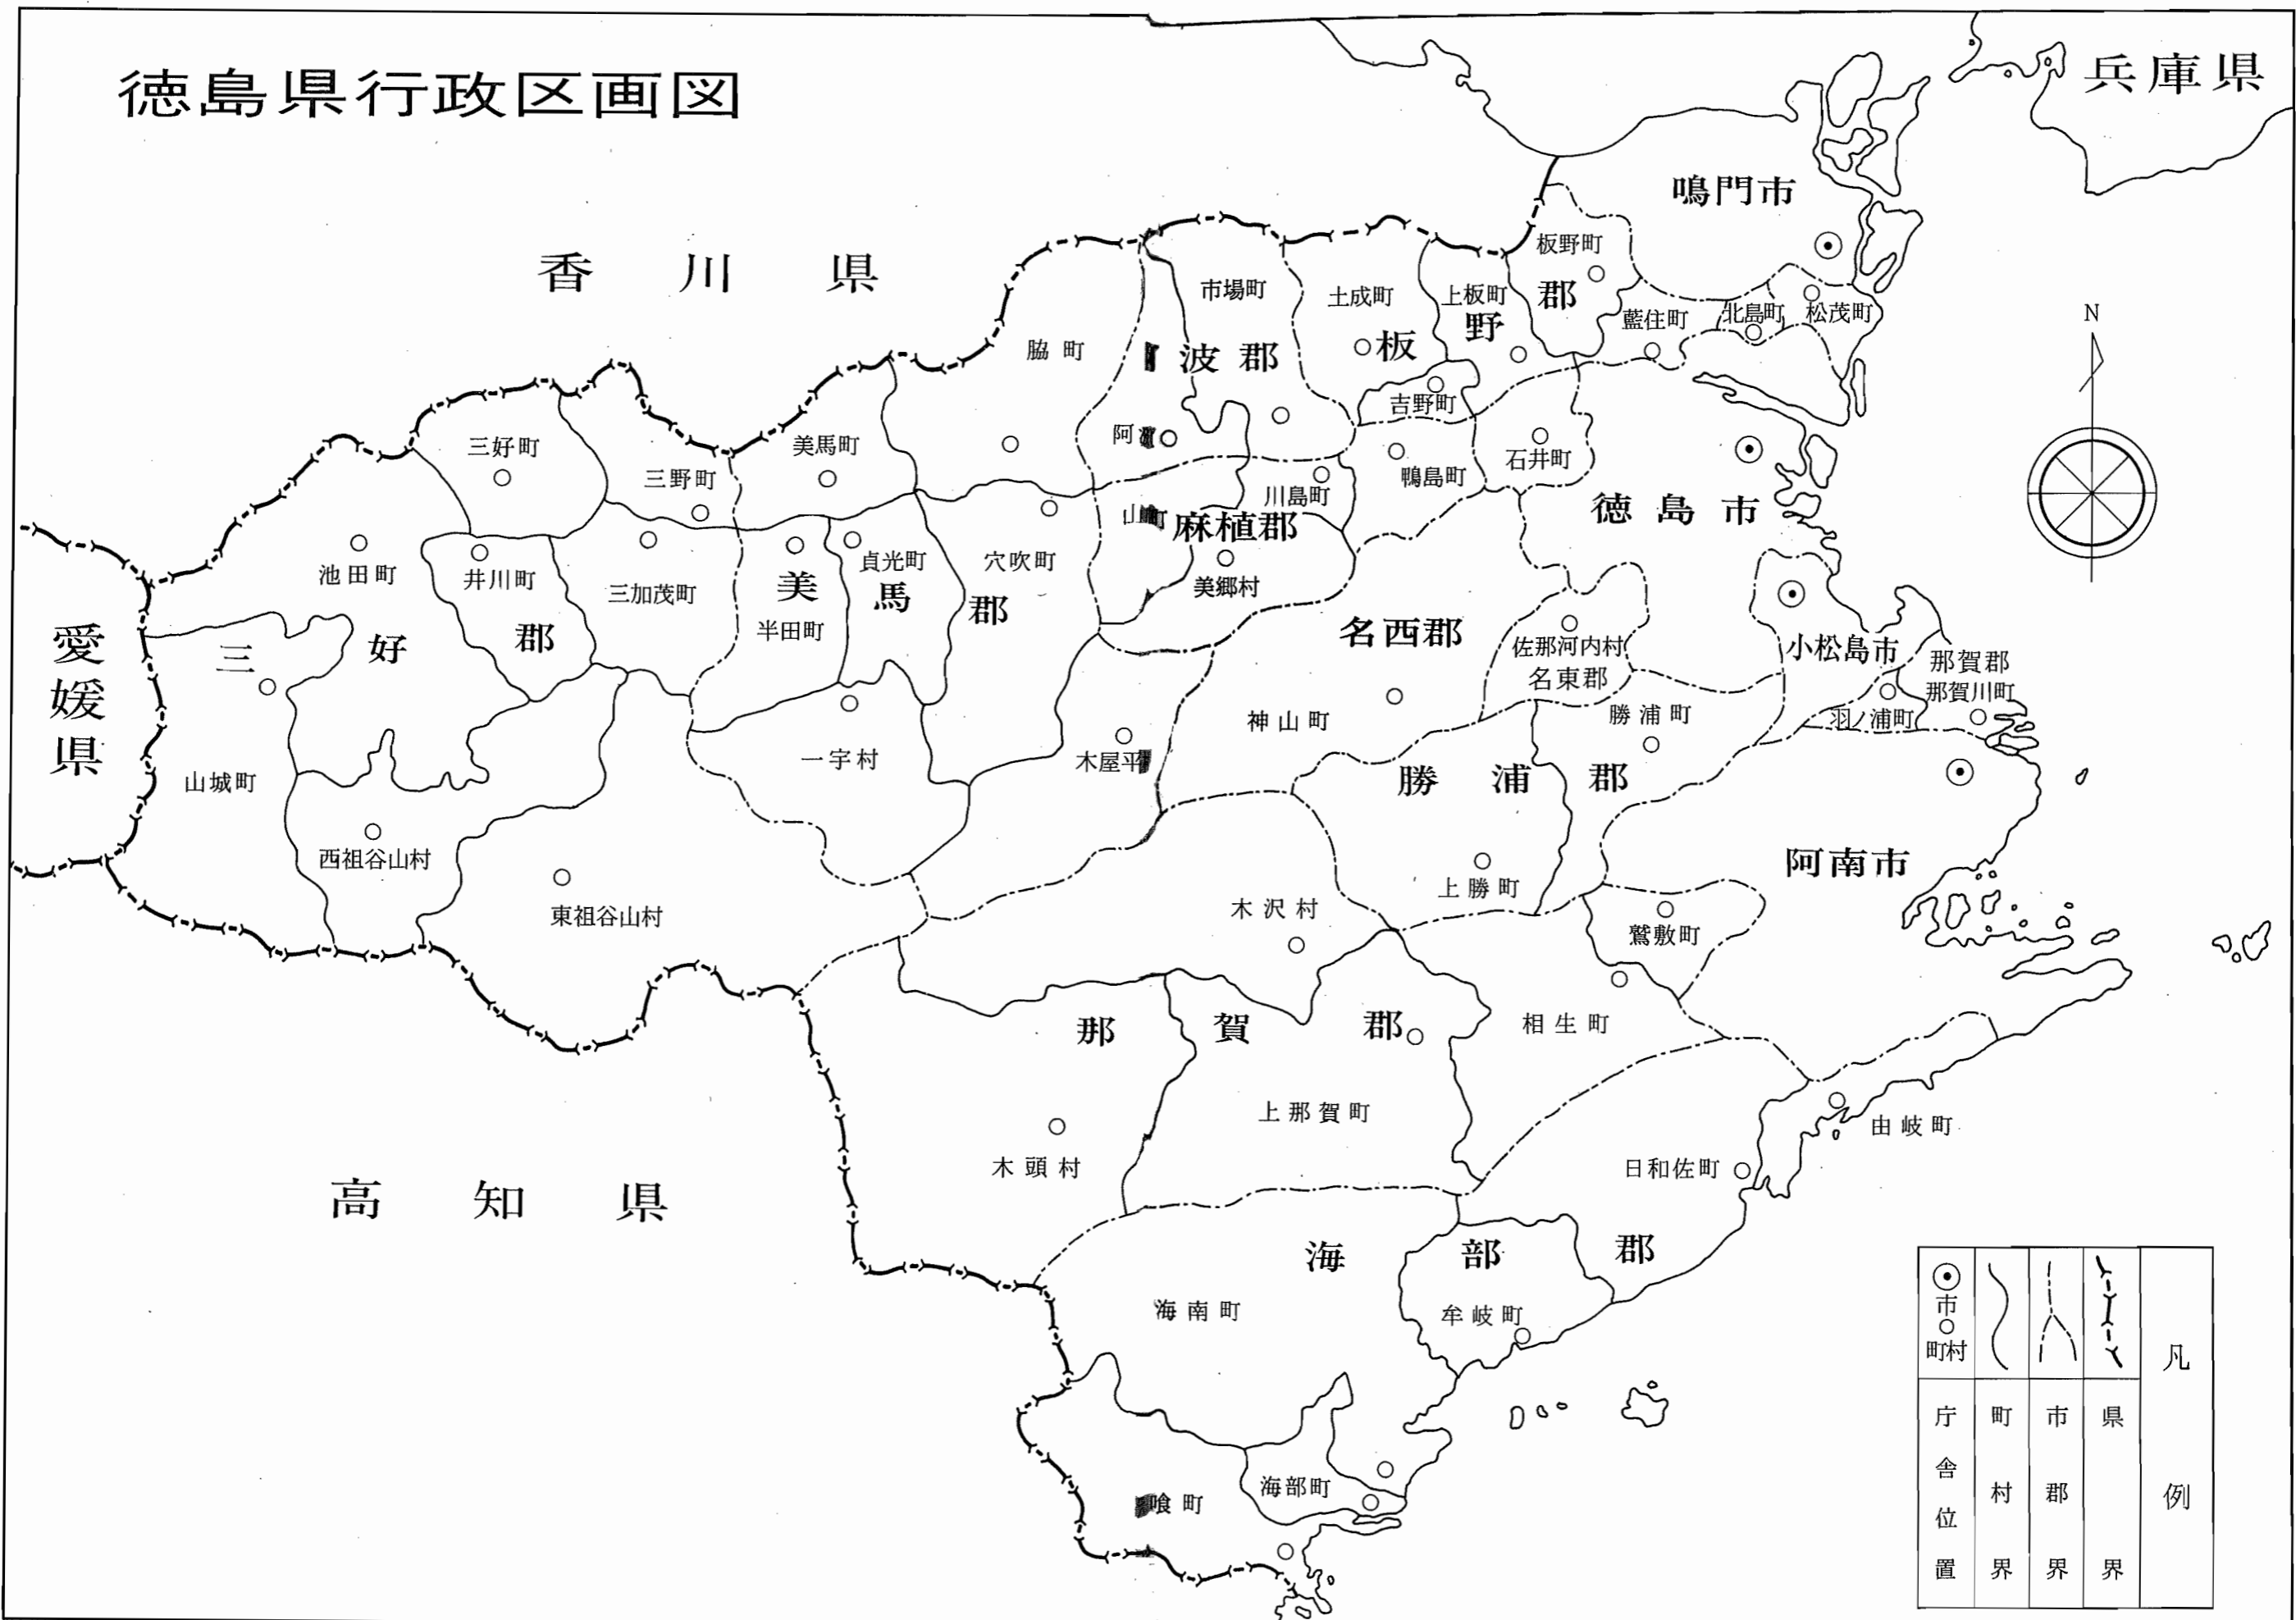 徳島県行政区画図
兵庫県
香川県
愛媛県
高知県
N
鳴門市
板野町
市場町
土成町
上板町
板野郡
藍住町
北島町
松茂町
脇町
波郡
阿
吉野町
三好町
三野町
美馬町
川島町
鴨島町
石井町
徳島市
山
麻植郡
池田町
井川町
三加茂町
美馬郡
貞光町
穴吹町
美郷村
半田町
三好郡
名西郡
佐那河内村
名東郡
小松島市
那賀郡
那賀川町
羽ノ浦町
神山町
勝浦町
山城町
一宇村
木屋平
勝浦郡
西祖谷山村
東祖谷山村
上勝町
阿南市
木沢村
鷲敷町
那賀郡
相生町
上那賀町
木頭村
由岐町
日和佐町
海部郡
海南町
牟岐町
海部町
喰町
凡例
県界
市郡界
町村界
市
町村
庁舎位置